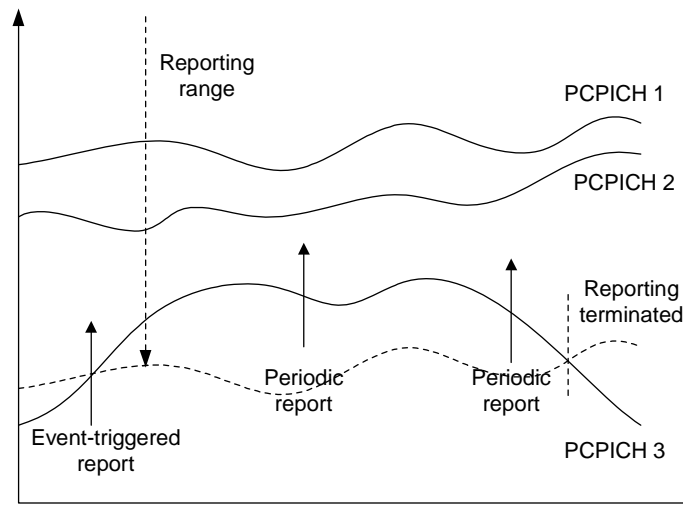 Reporting
range
PCPICH 1
PCPICH 2
Reporting
terminated
Periodic
report
Periodic
report
Event-triggered
report
PCPICH 3